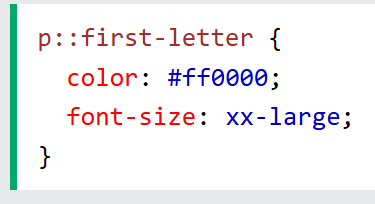 p::first-letter {
  color: #ff0000;
  font-size: xx-large;
}